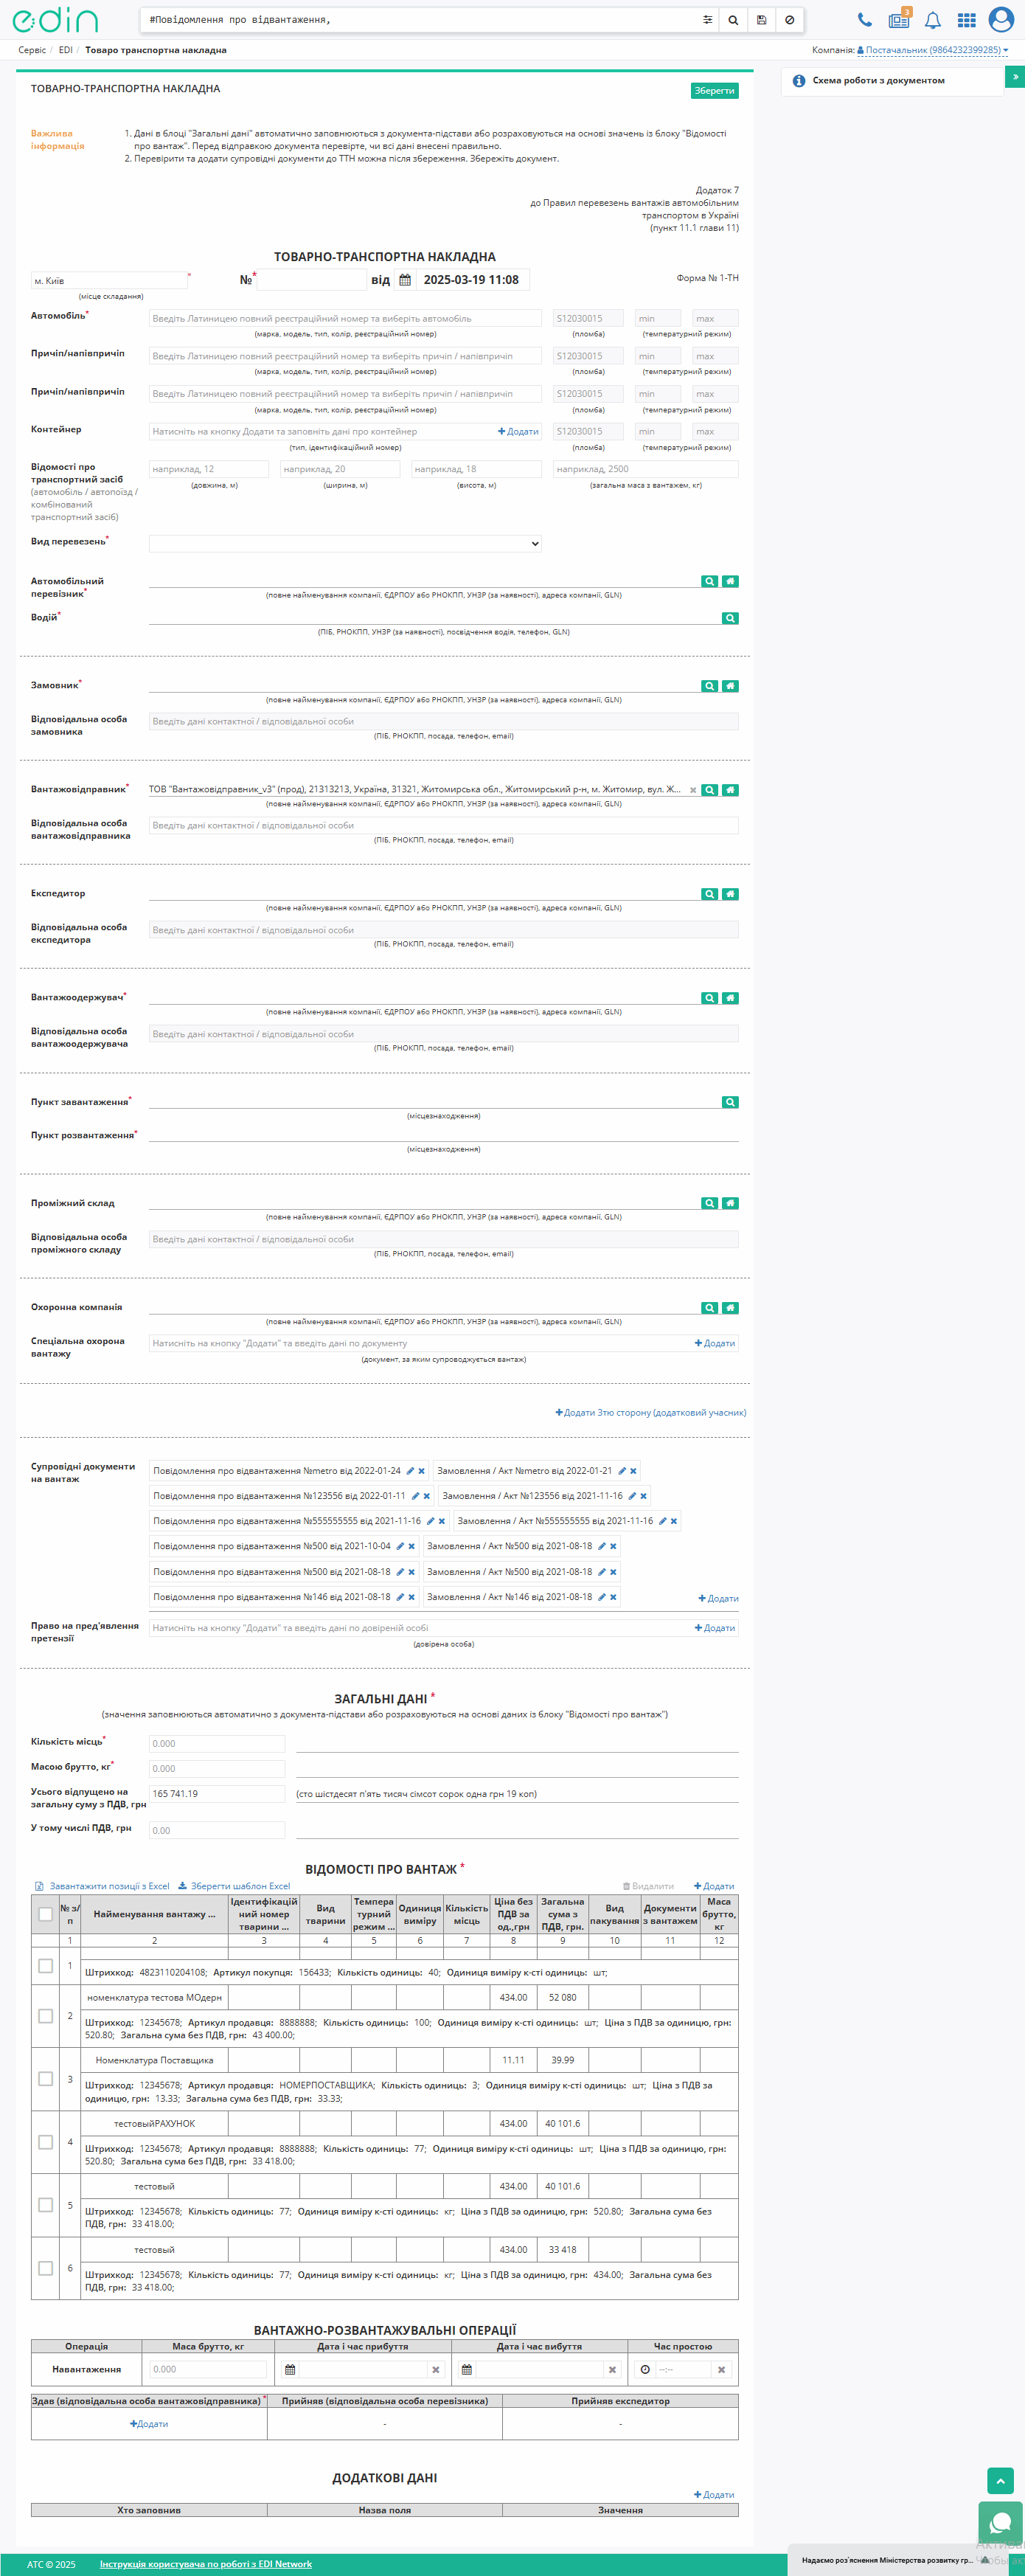 edin
#Повідомлення про відвантаження,
3
Сервіс / EDI / Товаро транспортна накладна
Компанія: Постачальник (9864232399285)
ТОВАРНО-ТРАНСПОРТНА НАКЛАДНА
Зберегти
Схема роботи з документом
Важлива інформація
1. Дані в блоці "Загальні дані" автоматично заповнюються з документа-підстави або розраховуються на основі значень із блоку "Відомості
про вантаж". Перед відправкою документа перевірте, чи всі дані внесені правильно.
2. Перевірити та додати супровідні документи до ТТН можна після збереження. Збережіть документ.
Додаток 7
до Правил перевезень вантажів автомобільним
транспортом в Україні
(пункт 11.1 глави 11)
ТОВАРНО-ТРАНСПОРТНА НАКЛАДНА
м. Київ * №* від 2025-03-19 11:08 Форма № 1-ТН
(місце складання)
Автомобіль* Введіть Латиницею повний реєстраційний номер та виберіть автомобіль S12030015 min max
(марка, модель, тип, колір, реєстраційний номер) (пломба) (температурний режим)
Причіп/напівпричіп Введіть Латиницею повний реєстраційний номер та виберіть причіп / напівпричіп S12030015 min max
(марка, модель, тип, колір, реєстраційний номер) (пломба) (температурний режим)
Причіп/напівпричіп Введіть Латиницею повний реєстраційний номер та виберіть причіп / напівпричіп S12030015 min max
(марка, модель, тип, колір, реєстраційний номер) (пломба) (температурний режим)
Контейнер Натисніть на кнопку Додати та заповніть дані про контейнер Додати S12030015 min max
(тип, ідентифікаційний номер) (пломба) (температурний режим)
Відомості про
транспортний засіб
(автомобіль / автопоїзд /
комбінований
транспортний засіб)
наприклад, 12 наприклад, 20 наприклад, 18 наприклад, 2500
(довжина, м) (ширина, м) (висота, м) (загальна маса з вантажем, кг)
Вид перевезень*
Автомобільний
перевізник*
(повне найменування компанії, ЄДРПОУ або РНОКПП, УНЗР (за наявності), адреса компанії, GLN)
Водій*
(ПІБ, РНОКПП, УНЗР (за наявності), посвідчення водія, телефон, GLN)
Замовник*
(повне найменування компанії, ЄДРПОУ або РНОКПП, УНЗР (за наявності), адреса компанії, GLN)
Відповідальна особа
замовника
Введіть дані контактної / відповідальної особи
(ПІБ, РНОКПП, посада, телефон, email)
Вантажовідправник* ТОВ "Вантажовідправник_v3" (прод), 21313213, Україна, 31321, Житомирська обл., Житомирський р-н, м. Житомир, вул. Ж...
(повне найменування компанії, ЄДРПОУ або РНОКПП, УНЗР (за наявності), адреса компанії, GLN)
Відповідальна особа
вантажовідправника
Введіть дані контактної / відповідальної особи
(ПІБ, РНОКПП, посада, телефон, email)
Експедитор
(повне найменування компанії, ЄДРПОУ або РНОКПП, УНЗР (за наявності), адреса компанії, GLN)
Відповідальна особа
експедитора
Введіть дані контактної / відповідальної особи
(ПІБ, РНОКПП, посада, телефон, email)
Вантажоодержувач*
(повне найменування компанії, ЄДРПОУ або РНОКПП, УНЗР (за наявності), адреса компанії, GLN)
Відповідальна особа
вантажоодержувача
Введіть дані контактної / відповідальної особи
(ПІБ, РНОКПП, посада, телефон, email)
Пункт завантаження*
(місцезнаходження)
Пункт розвантаження*
(місцезнаходження)
Проміжний склад
(повне найменування компанії, ЄДРПОУ або РНОКПП, УНЗР (за наявності), адреса компанії, GLN)
Відповідальна особа
проміжного складу
Введіть дані контактної / відповідальної особи
(ПІБ, РНОКПП, посада, телефон, email)
Охоронна компанія
(повне найменування компанії, ЄДРПОУ або РНОКПП, УНЗР (за наявності), адреса компанії, GLN)
Спеціальна охорона
вантажу
Натисніть на кнопку "Додати" та введіть дані по документу Додати
(документ, за яким супроводжується вантаж)
Додати 3тю сторону (додатковий учасник)
Супровідні документи
на вантаж
Повідомлення про відвантаження №metro від 2022-01-24 Замовлення / Акт №metro від 2022-01-21
Повідомлення про відвантаження №123556 від 2022-01-11 Замовлення / Акт №123556 від 2021-11-16
Повідомлення про відвантаження №555555555 від 2021-11-16 Замовлення / Акт №555555555 від 2021-11-16
Повідомлення про відвантаження №500 від 2021-10-04 Замовлення / Акт №500 від 2021-08-18
Повідомлення про відвантаження №500 від 2021-08-18 Замовлення / Акт №500 від 2021-08-18
Повідомлення про відвантаження №146 від 2021-08-18 Замовлення / Акт №146 від 2021-08-18 Додати
Право на пред'явлення
претензії
Натисніть на кнопку "Додати" та введіть дані по довіреній особі Додати
(довірена особа)
ЗАГАЛЬНІ ДАНІ *
(значення заповнюються автоматично з документа-підстави або розраховуються на основі даних із блоку "Відомості про вантаж")
Кількість місць* 0.000
Масою брутто, кг* 0.000
Усього відпущено на
загальну суму з ПДВ, грн
165 741.19 (сто шістдесят п'ять тисяч сімсот сорок одна грн 19 коп)
У тому числі ПДВ, грн 0.00
ВІДОМОСТІ ПРО ВАНТАЖ *
Завантажити позиції з Excel Зберегти шаблон Excel Видалити Додати
№ з/п Найменування вантажу ... Ідентифікаційний номер тварини ... Вид тварини Температурний режим ... Одиниця виміру Кількість місць Ціна без ПДВ за од.,грн Загальна сума з ПДВ, грн. Вид пакування Документи з вантажем Маса брутто, кг
1 2 3 4 5 6 7 8 9 10 11 12
1
Штрихкод: 4823110204108; Артикул покупця: 156433; Кількість одиниць: 40; Одиниця виміру к-сті одиниць: шт;
2 номенклатура тестова МОдерн 434.00 52 080
Штрихкод: 12345678; Артикул продавця: 8888888; Кількість одиниць: 100; Одиниця виміру к-сті одиниць: шт; Ціна з ПДВ за одиницю, грн:
520.80; Загальна сума без ПДВ, грн: 43 400.00;
3 Номенклатура Поставщика 11.11 39.99
Штрихкод: 12345678; Артикул продавця: НОМЕРПОСТАВЩИКА; Кількість одиниць: 3; Одиниця виміру к-сті одиниць: шт; Ціна з ПДВ за
одиницю, грн: 13.33; Загальна сума без ПДВ, грн: 33.33;
4 тестовыйРАХУНОК 434.00 40 101.6
Штрихкод: 12345678; Артикул продавця: 8888888; Кількість одиниць: 77; Одиниця виміру к-сті одиниць: шт; Ціна з ПДВ за одиницю, грн:
520.80; Загальна сума без ПДВ, грн: 33 418.00;
5 тестовый 434.00 40 101.6
Штрихкод: 12345678; Кількість одиниць: 77; Одиниця виміру к-сті одиниць: кг; Ціна з ПДВ за одиницю, грн: 520.80; Загальна сума без
ПДВ, грн: 33 418.00;
6 тестовый 434.00 33 418
Штрихкод: 12345678; Кількість одиниць: 77; Одиниця виміру к-сті одиниць: кг; Ціна з ПДВ за одиницю, грн: 434.00; Загальна сума без
ПДВ, грн: 33 418.00;
ВАНТАЖНО-РОЗВАНТАЖУВАЛЬНІ ОПЕРАЦІЇ
Операція Маса брутто, кг Дата і час прибуття Дата і час вибуття Час простою
Навантаження 0.000 --:--
Здав (відповідальна особа вантажовідправника) * Прийняв (відповідальна особа перевізника) Прийняв експедитор
Додати - -
ДОДАТКОВІ ДАНІ
Додати
Хто заповнив Назва поля Значення
АТС © 2025 Інструкція користувача по роботі з EDI Network
Надаємо роз'яснення Міністерства розвитку гр...